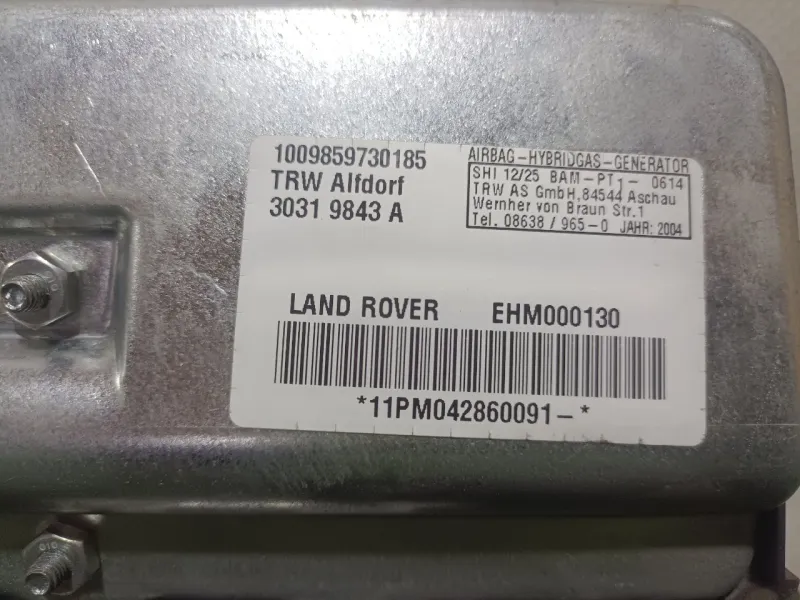 1009859730185
TRW Alfdorf
3031 9843 A
AIRBAG-HYBRIDGAS-GENERATOR
SHI 12/25 BAM-PT1- 0614
TRW AS GmbH,84544 Aschau
Wernher von Braun Str.1
Tel. 08638 / 965-0 JAHR: 2004
LAND ROVER EHM000130
*11PM042860091-*